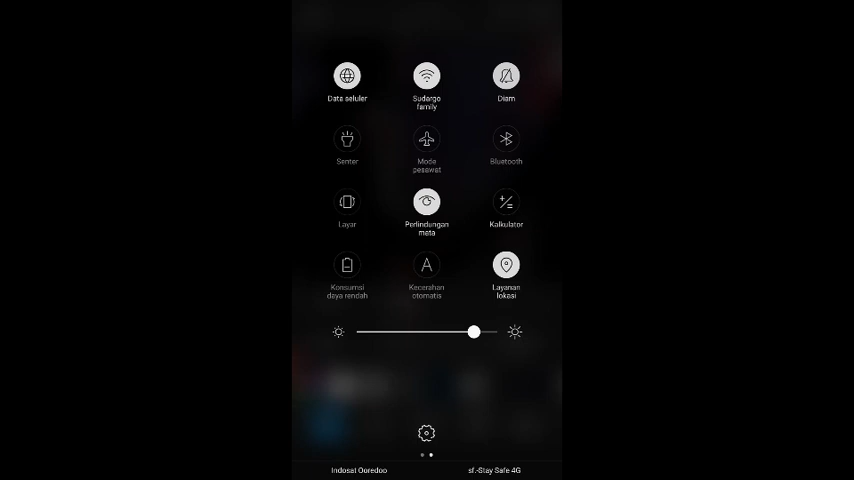 Data seluler
Sudargo
family
Diam
Senter
Mode
pesawat
Bluetooth
Layar
Perlindungan
mata
Kalkulator
Konsumsi
daya rendah
A
Kecerahan
otomatis
Layanan
lokasi
Indosat Ooredoo
sf.-Stay Safe 4G